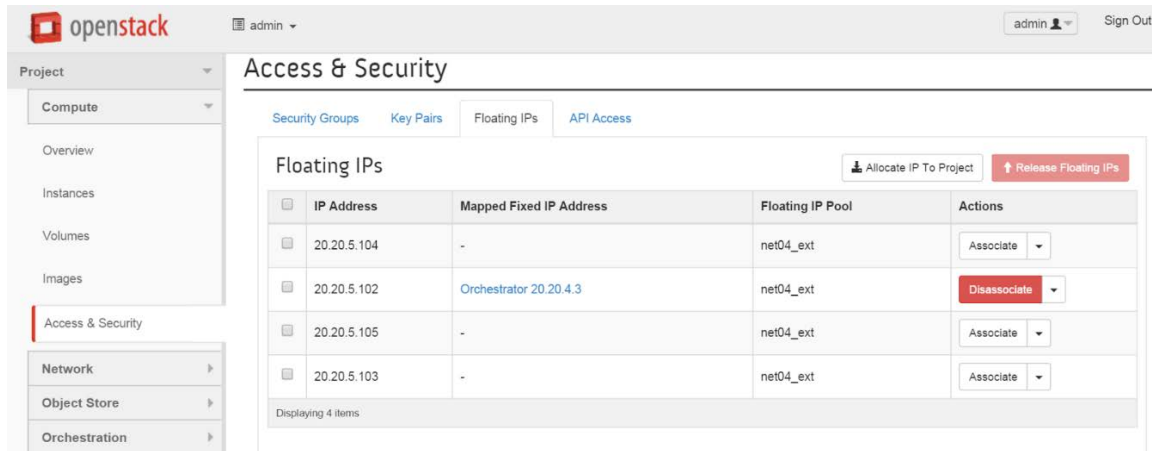 openstack
admin
admin
Sign Out
Project
Compute
Overview
Instances
Volumes
Images
Access & Security
Network
Object Store
Orchestration
Access & Security
Security Groups Key Pairs Floating IPs API Access
Floating IPs
Allocate IP To Project Release Floating IPs
IP Address Mapped Fixed IP Address Floating IP Pool Actions
20.20.5.104 - net04_ext Associate
20.20.5.102 Orchestrator 20.20.4.3 net04_ext Disassociate
20.20.5.105 - net04_ext Associate
20.20.5.103 - net04_ext Associate
Displaying 4 items